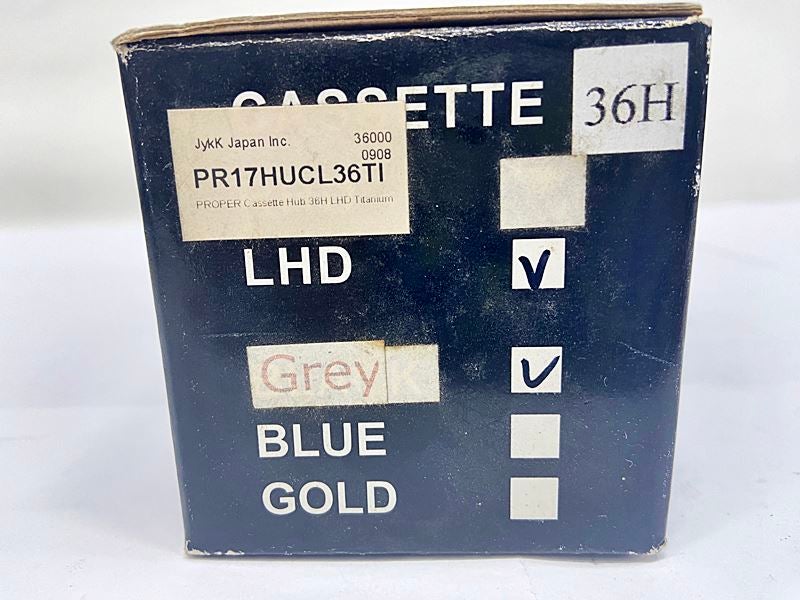 CASSETTE
36H
JykK Japan Inc. 36000
0908
PR17HUCL36TI
PROPER Cassette Hub 36H LHD Titanium
LHD
Grey
BLUE
GOLD